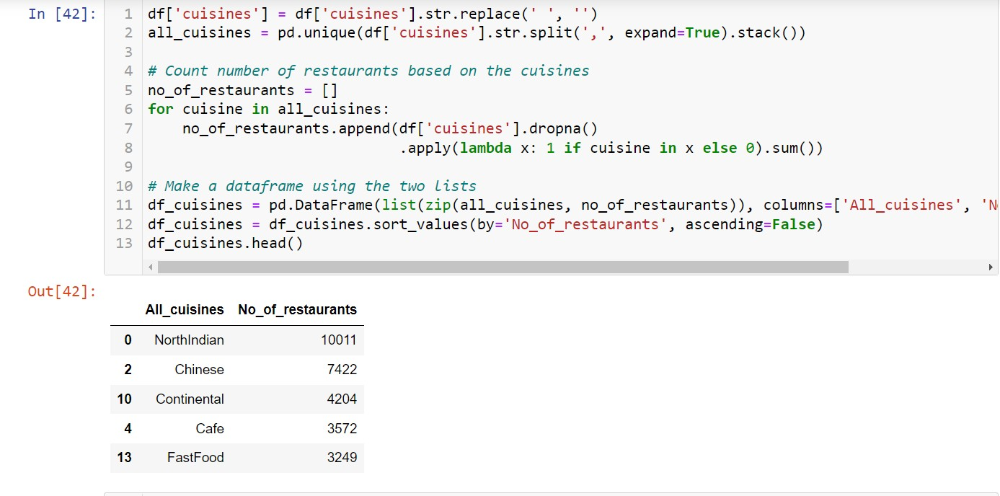 In [42]:
1 df['cuisines'] = df['cuisines'].str.replace(' ', '')
2 all_cuisines = pd.unique(df['cuisines'].str.split(',', expand=True).stack())
3
4 # Count number of restaurants based on the cuisines
5 no_of_restaurants = []
6 for cuisine in all_cuisines:
7     no_of_restaurants.append(df['cuisines'].dropna()
8                              .apply(lambda x: 1 if cuisine in x else 0).sum())
9
10 # Make a dataframe using the two lists
11 df_cuisines = pd.DataFrame(list(zip(all_cuisines, no_of_restaurants)), columns=['All_cuisines', 'N
12 df_cuisines = df_cuisines.sort_values(by='No_of_restaurants', ascending=False)
13 df_cuisines.head()
Out[42]:
All_cuisines No_of_restaurants
0 NorthIndian 10011
2 Chinese 7422
10 Continental 4204
4 Cafe 3572
13 FastFood 3249